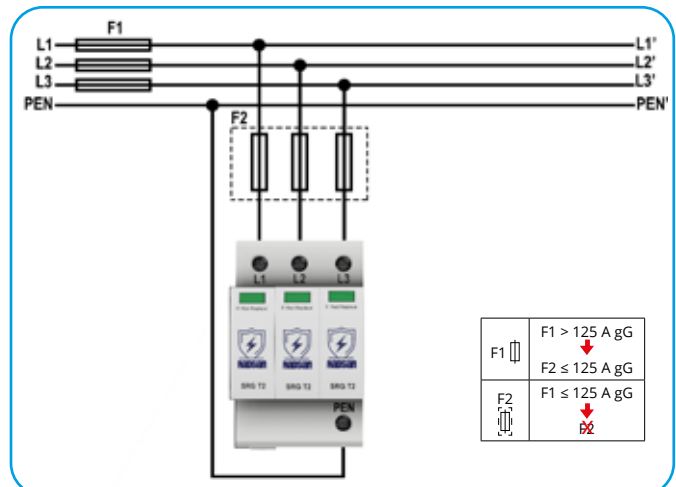 F1
L1 L1'
L2 L2'
L3 L3'
PEN PEN'
F2
L1 L2 L3
SRG T2 SRG T2 SRG T2
PEN
F1 F1 > 125 A gG
F2 ≤ 125 A gG
F2 F1 ≤ 125 A gG
F2